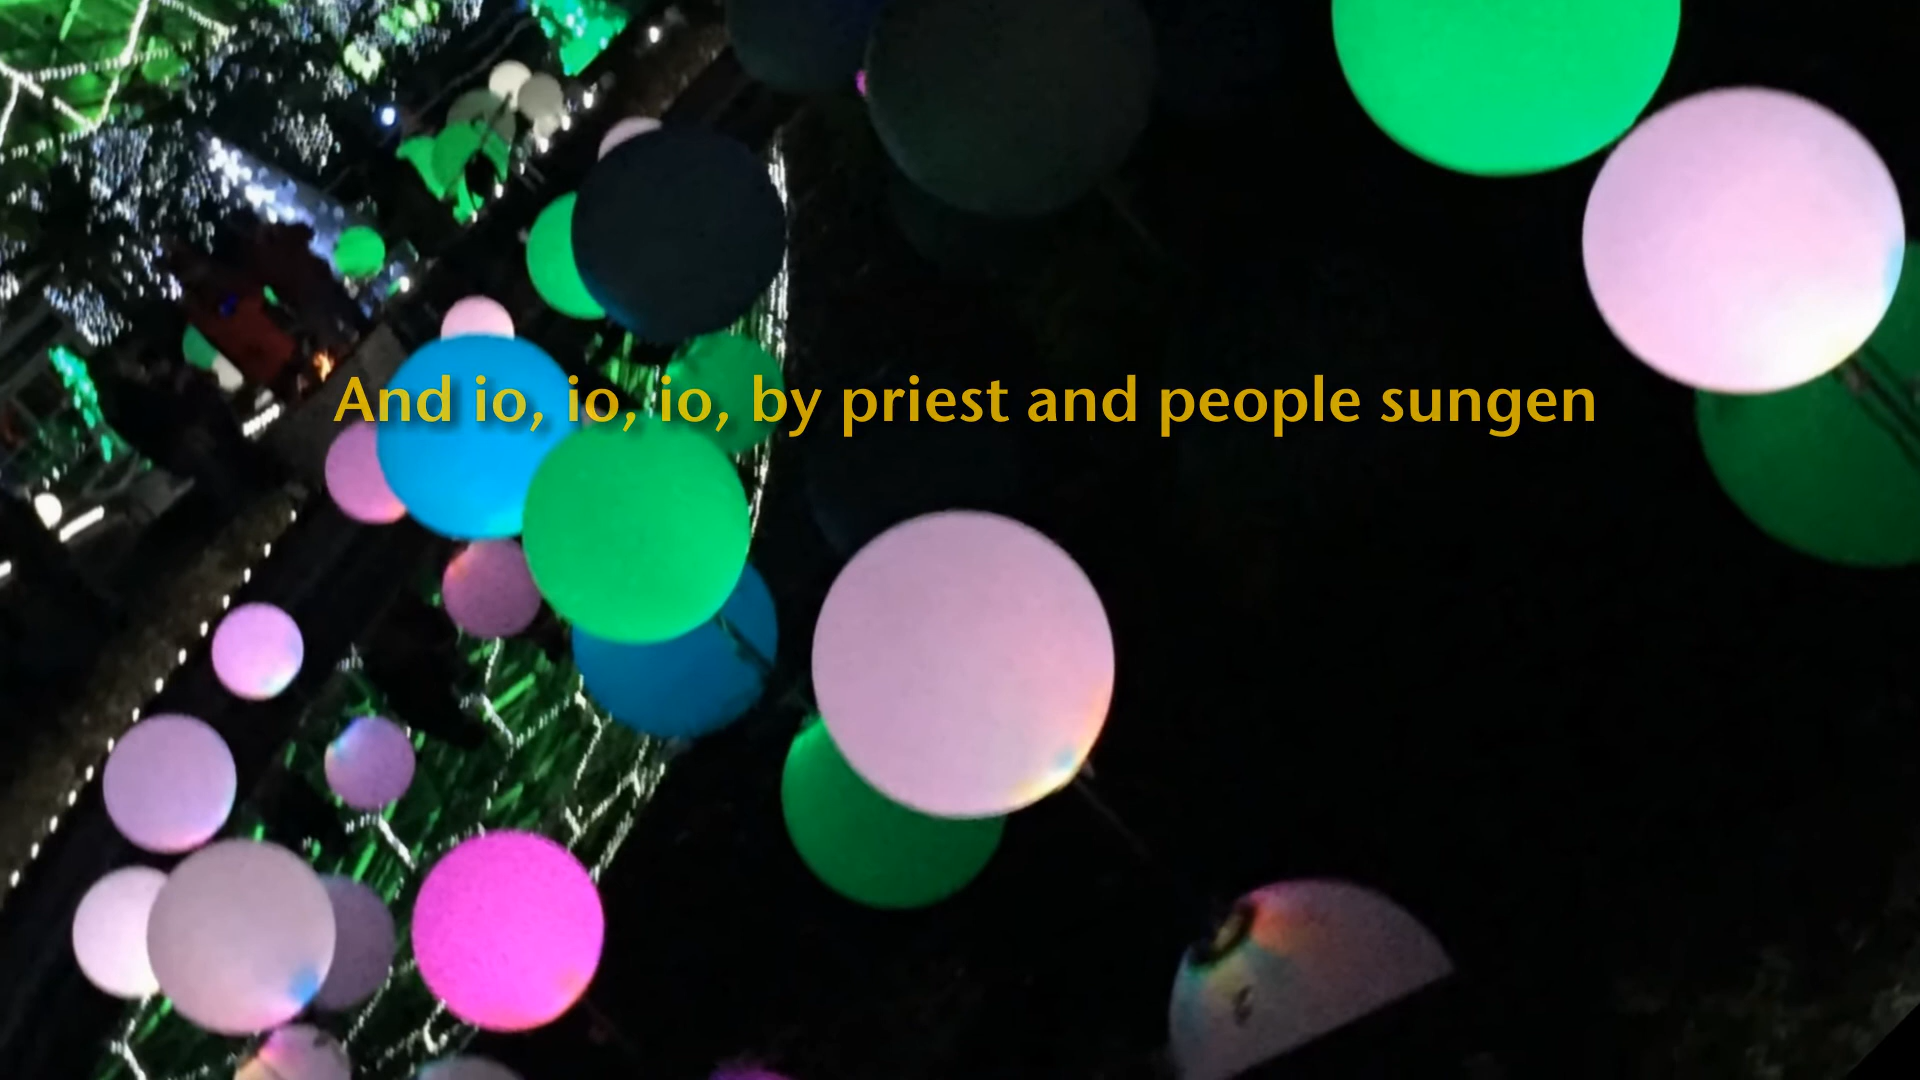 And io, io, io, by priest and people sungen